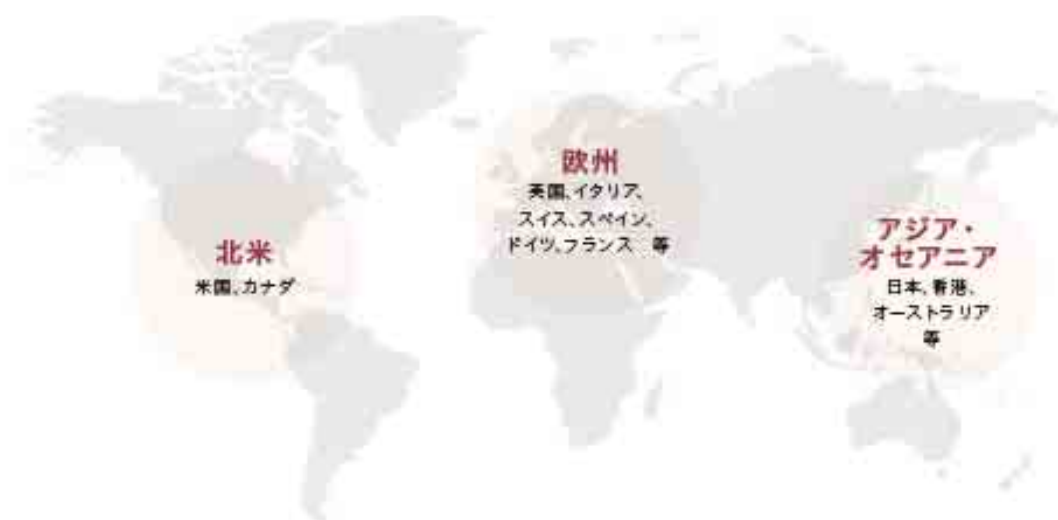 北米
米国、カナダ
欧州
英国、イタリア、
スイス、スペイン、
ドイツ、フランス　等
アジア・
オセアニア
日本、香港、
オーストラリア
等